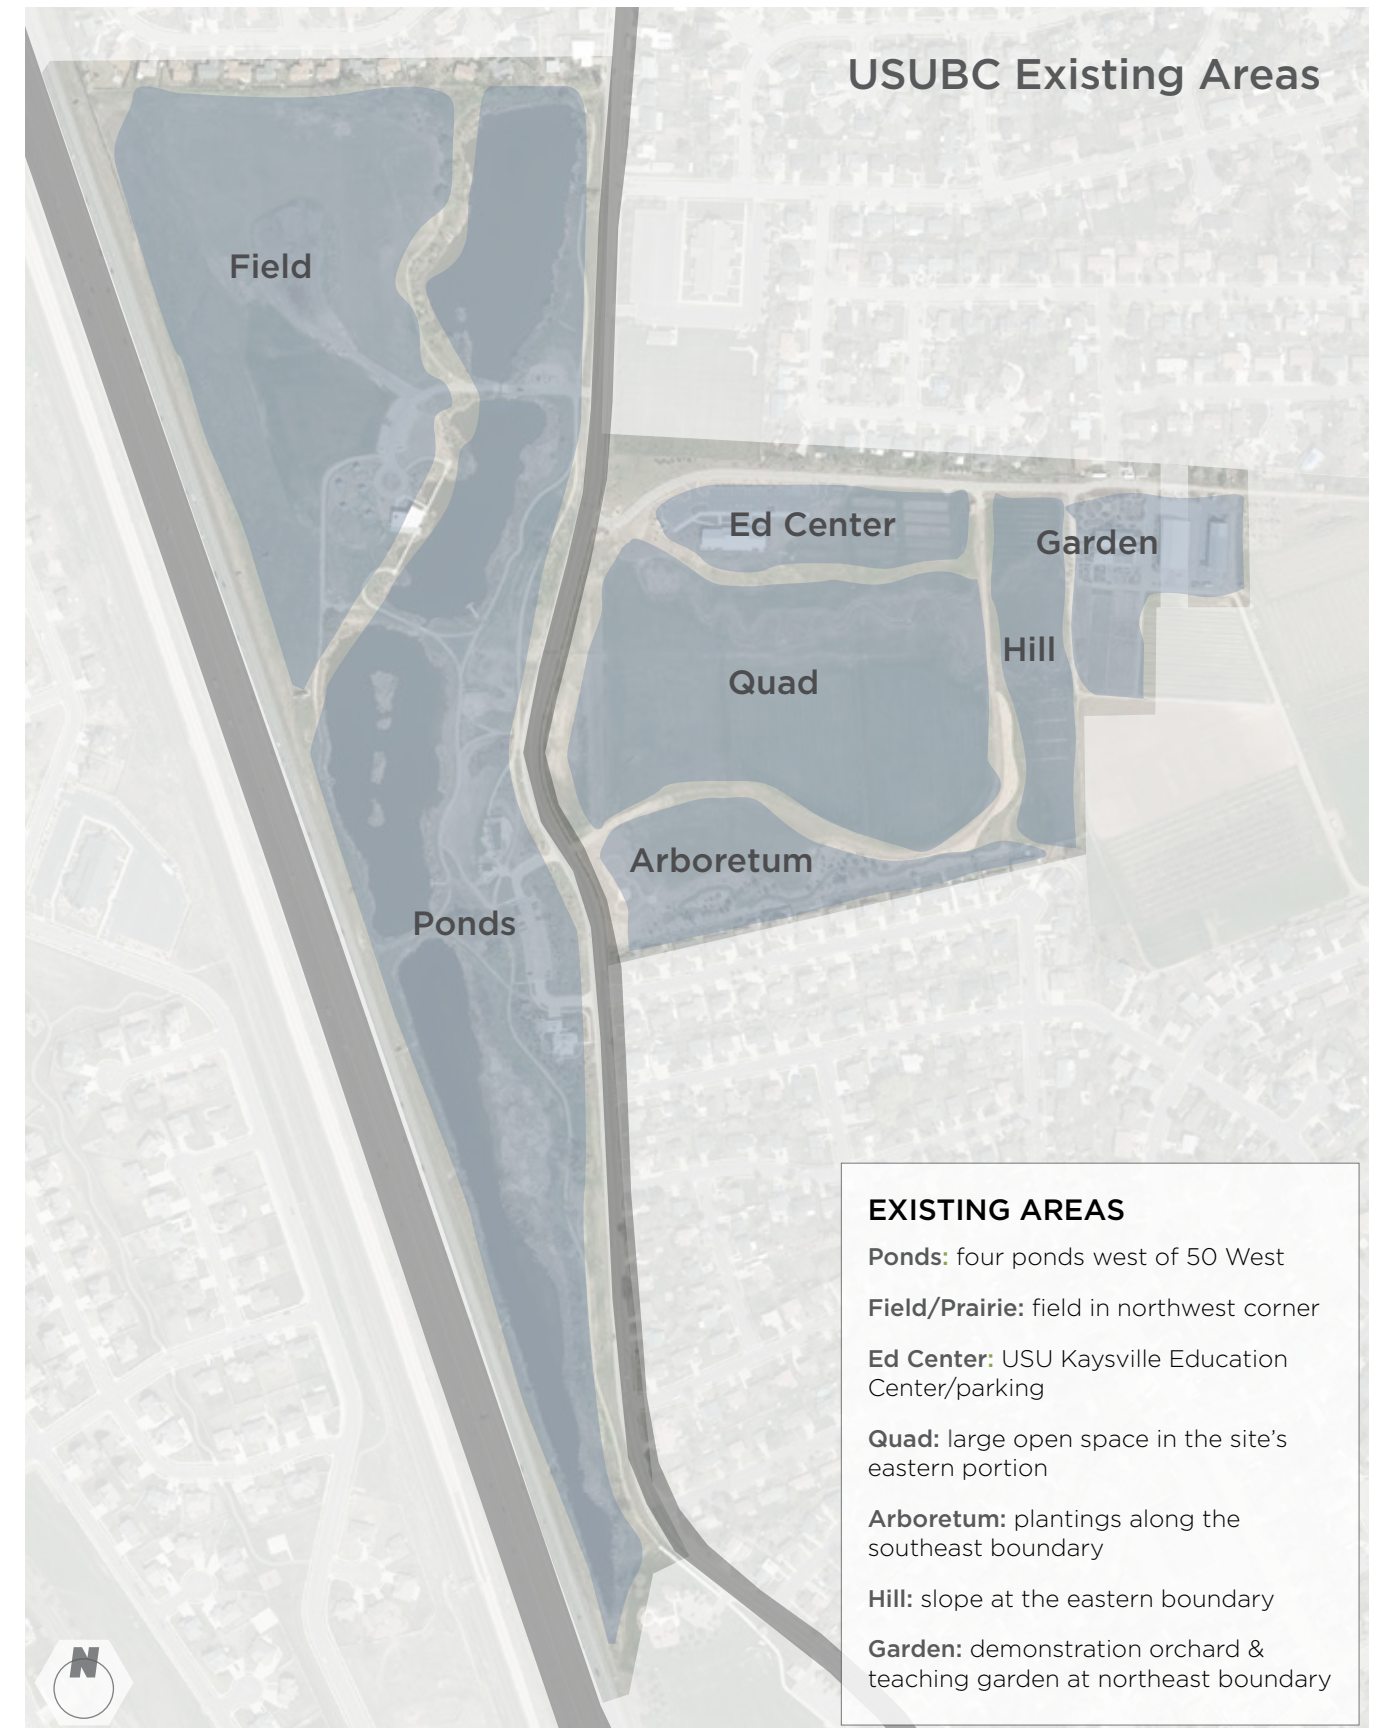 USUBC Existing Areas
Field
Ed Center
Garden
Hill
Quad
Arboretum
Ponds
EXISTING AREAS
Ponds: four ponds west of 50 West
Field/Prairie: field in northwest corner
Ed Center: USU Kaysville Education
Center/parking
Quad: large open space in the site’s
eastern portion
Arboretum: plantings along the
southeast boundary
Hill: slope at the eastern boundary
Garden: demonstration orchard &
teaching garden at northeast boundary
N